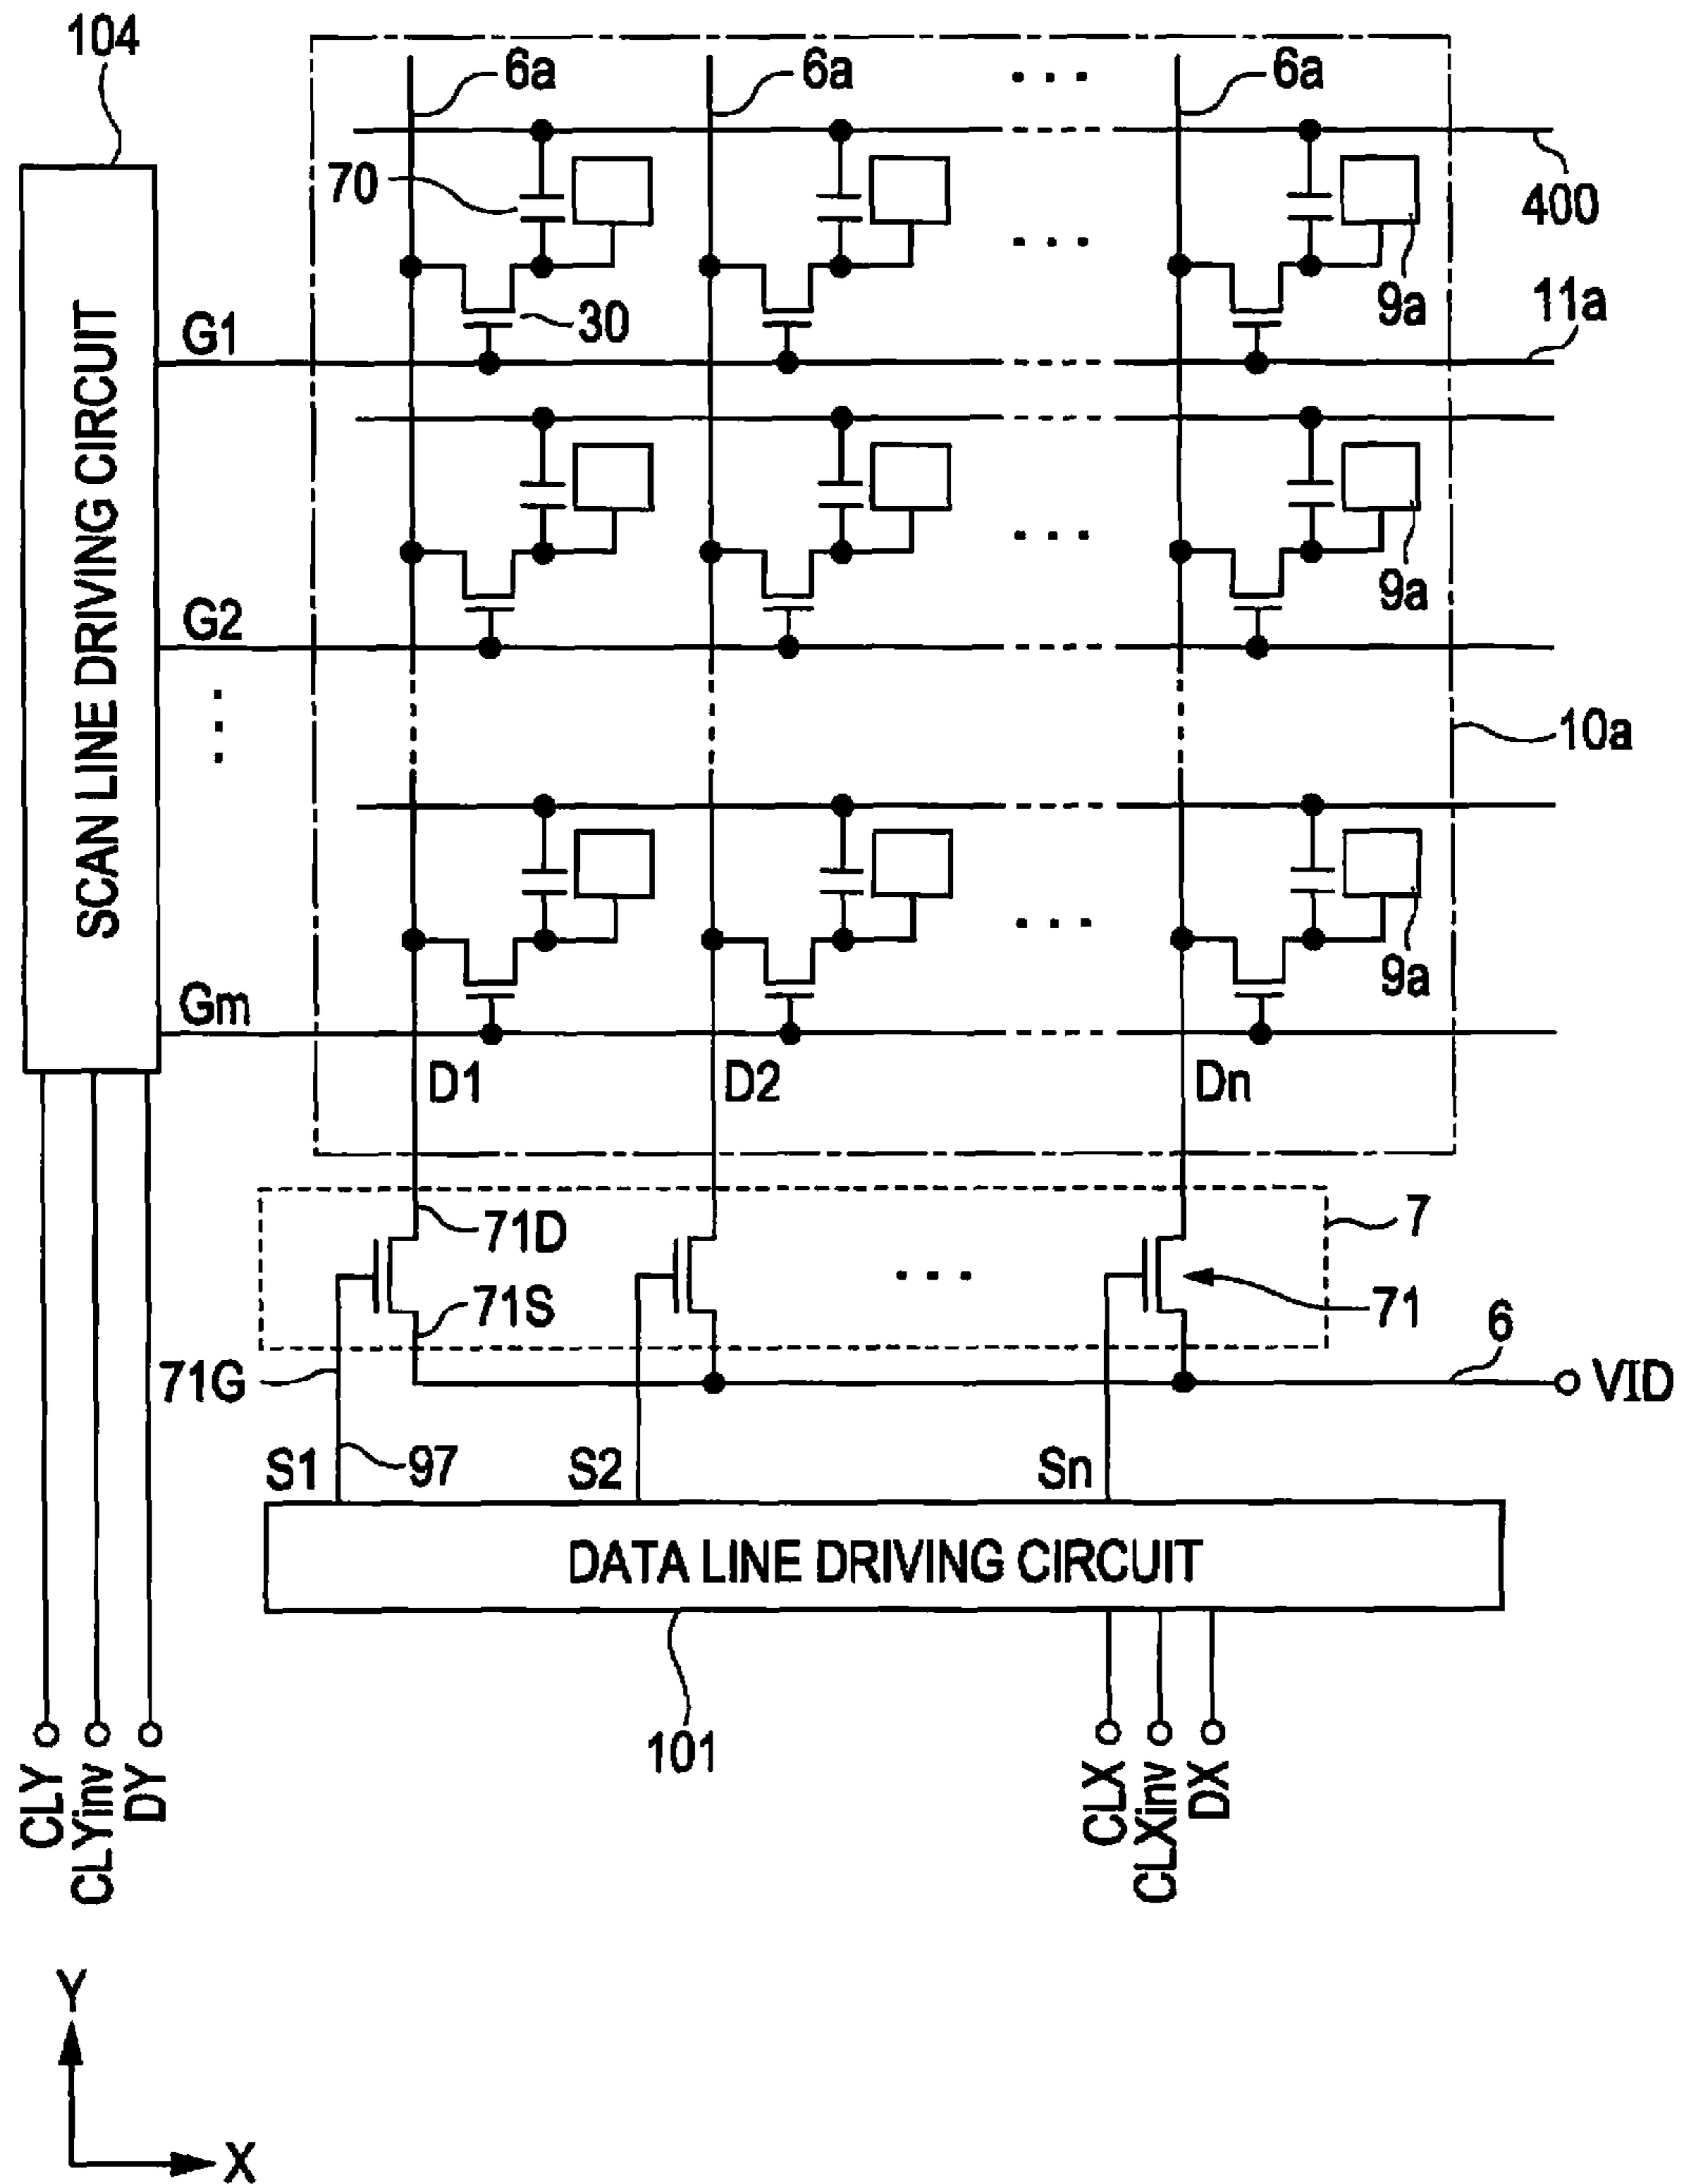 104
6a
6a
...
6a
70
400
...
9a
11a
30
G1
SCAN LINE DRIVING CIRCUIT
...
9a
G2
...
10a
...
9a
Gm
D1
D2
Dn
71D
7
...
71S
71
6
71G
VID
S1
97
S2
Sn
DATA LINE DRIVING CIRCUIT
101
CLY
CLYinv
DY
CLX
CLXinv
DX
Y
X